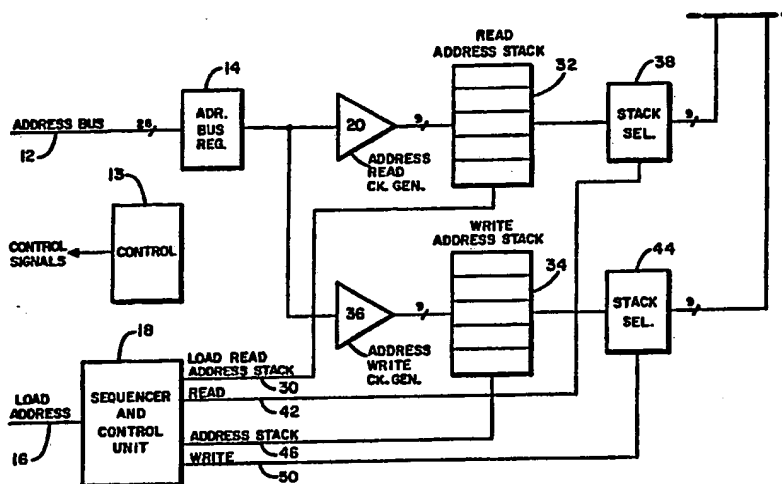 READ
ADDRESS STACK
14
32
38
ADDRESS BUS
26
12
ADR.
BUS
REG.
20
9
ADDRESS
READ
CK. GEN.
STACK
SEL.
9
13
CONTROL
SIGNALS
CONTROL
WRITE
ADDRESS STACK
34
44
36
9
ADDRESS
WRITE
CK. GEN.
STACK
SEL.
9
18
LOAD
ADDRESS
16
SEQUENCER
AND
CONTROL
UNIT
LOAD READ
ADDRESS STACK
30
READ
42
ADDRESS STACK
46
WRITE
50